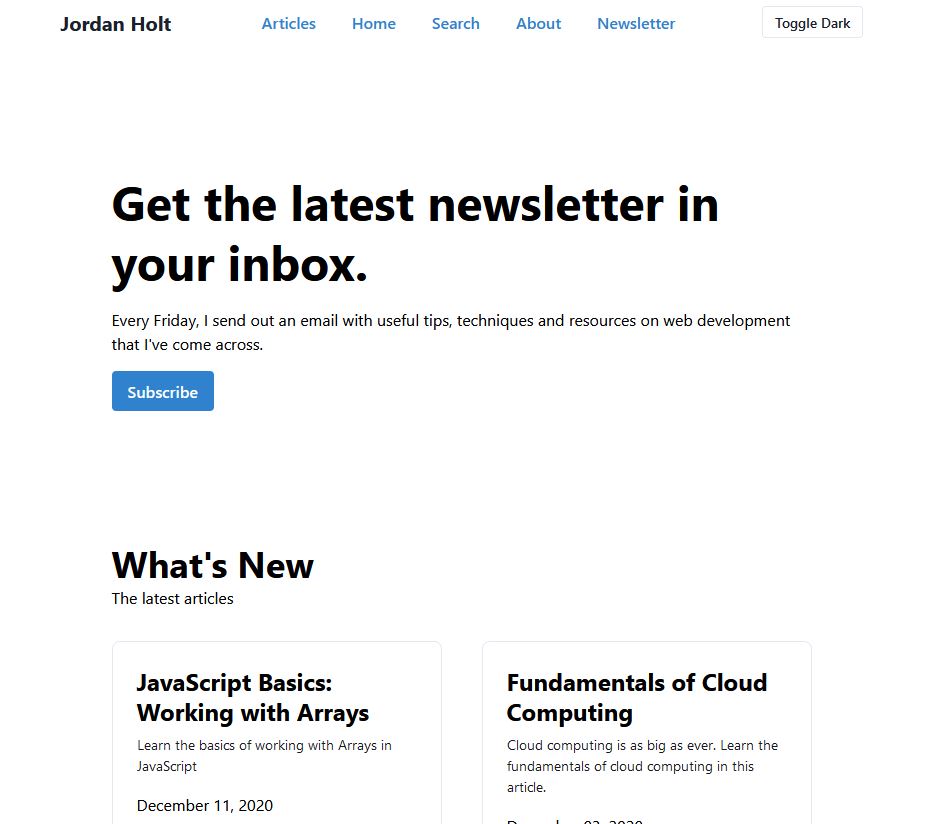 Jordan Holt
Articles
Home
Search
About
Newsletter
Toggle Dark
Get the latest newsletter in
your inbox.
Every Friday, I send out an email with useful tips, techniques and resources on web development
that I've come across.
Subscribe
What's New
The latest articles
JavaScript Basics:
Working with Arrays
Learn the basics of working with Arrays in
JavaScript
December 11, 2020
Fundamentals of Cloud
Computing
Cloud computing is as big as ever. Learn the
fundamentals of cloud computing in this
article.